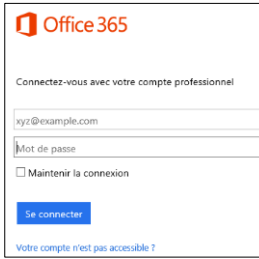 Office 365
Connectez-vous avec votre compte professionnel
xyz@example.com
Mot de passe
Maintenir la connexion
Se connecter
Votre compte n'est pas accessible ?